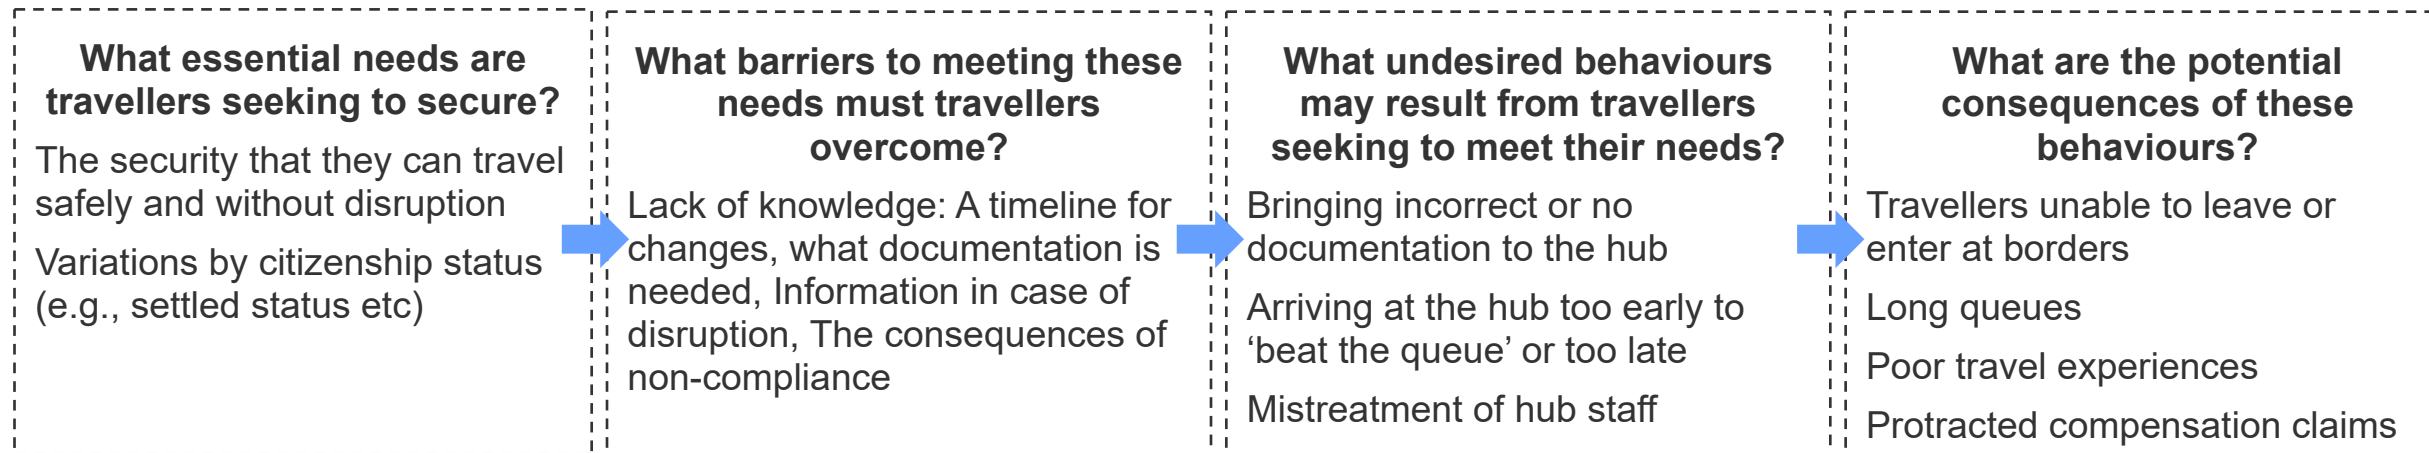 What essential needs are
travellers seeking to secure?
The security that they can travel
safely and without disruption
Variations by citizenship status
(e.g., settled status etc)
What barriers to meeting these
needs must travellers
overcome?
Lack of knowledge: A timeline for
changes, what documentation is
needed, Information in case of
disruption, The consequences of
non-compliance
What undesired behaviours
may result from travellers
seeking to meet their needs?
Bringing incorrect or no
documentation to the hub
Arriving at the hub too early to
‘beat the queue’ or too late
Mistreatment of hub staff
What are the potential
consequences of these
behaviours?
Travellers unable to leave or
enter at borders
Long queues
Poor travel experiences
Protracted compensation claims